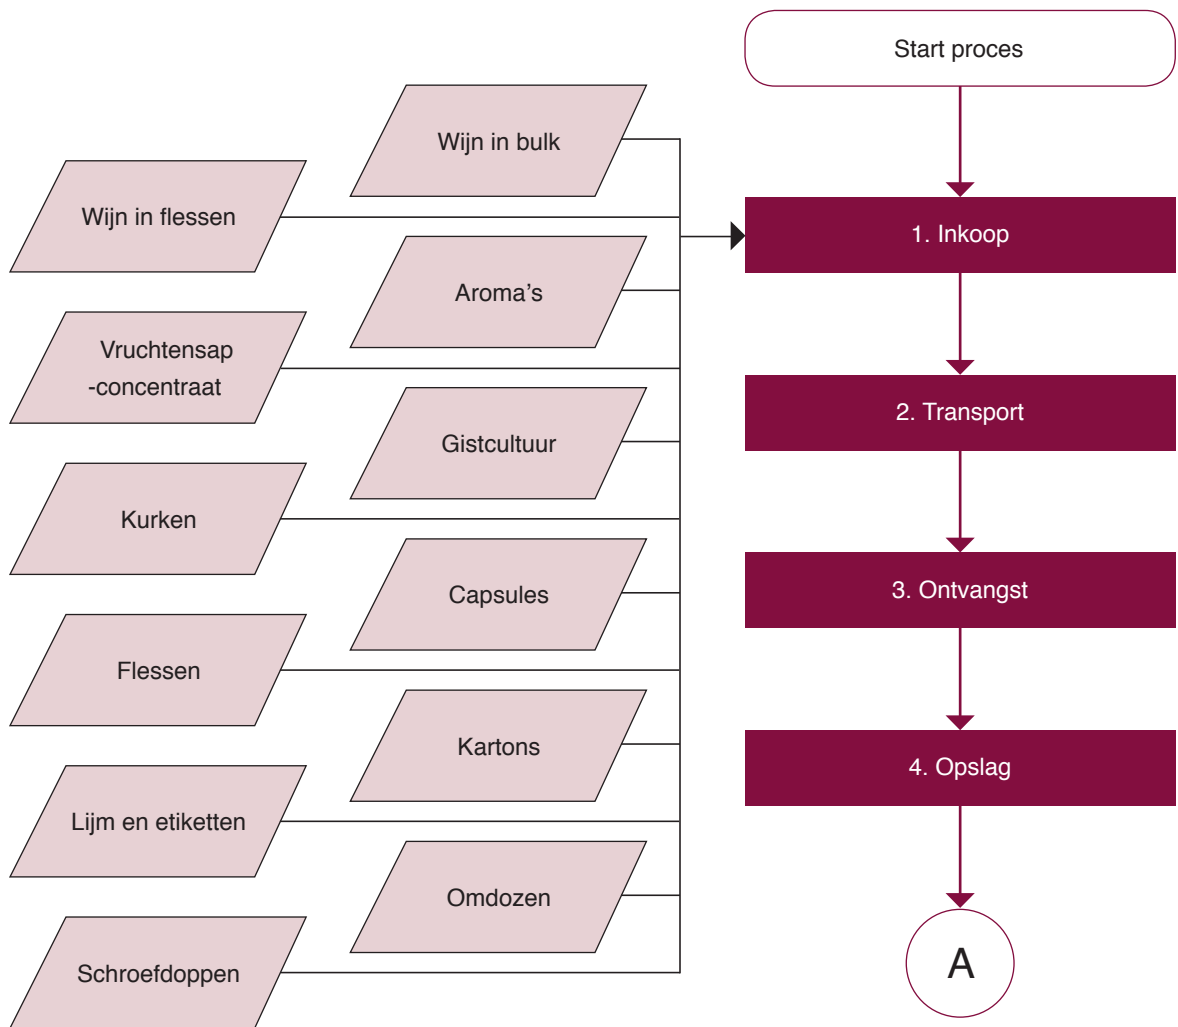 Start proces
Wijn in bulk
Wijn in flessen
1. Inkoop
Aroma's
Vruchtensap
-concentraat
2. Transport
Gistcultuur
Kurken
3. Ontvangst
Capsules
Flessen
Kartons
4. Opslag
Lijm en etiketten
Omdozen
Schroefdoppen
A